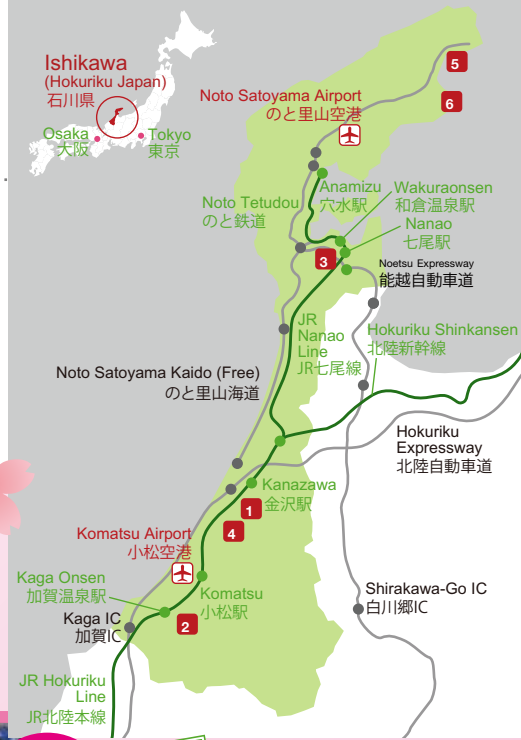 Ishikawa
(Hokuriku Japan)
石川県
Osaka
大阪
Tokyo
東京
Noto Satoyama Airport
のと里山空港
5
6
Anamizu
穴水駅
Wakuraonsen
和倉温泉駅
Noto Tetudou
のと鉄道
Nanao
七尾駅
3
Noetsu Expressway
能越自動車道
JR
Nanao
Line
JR七尾線
Hokuriku Shinkansen
北陸新幹線
Noto Satoyama Kaido (Free)
のと里山海道
Hokuriku
Expressway
北陸自動車道
Kanazawa
金沢駅
1
4
Komatsu Airport
小松空港
Kaga Onsen
加賀温泉駅
Komatsu
小松駅
Shirakawa-Go IC
白川郷IC
Kaga IC
加賀IC
2
JR Hokuriku
Line
JR北陸本線